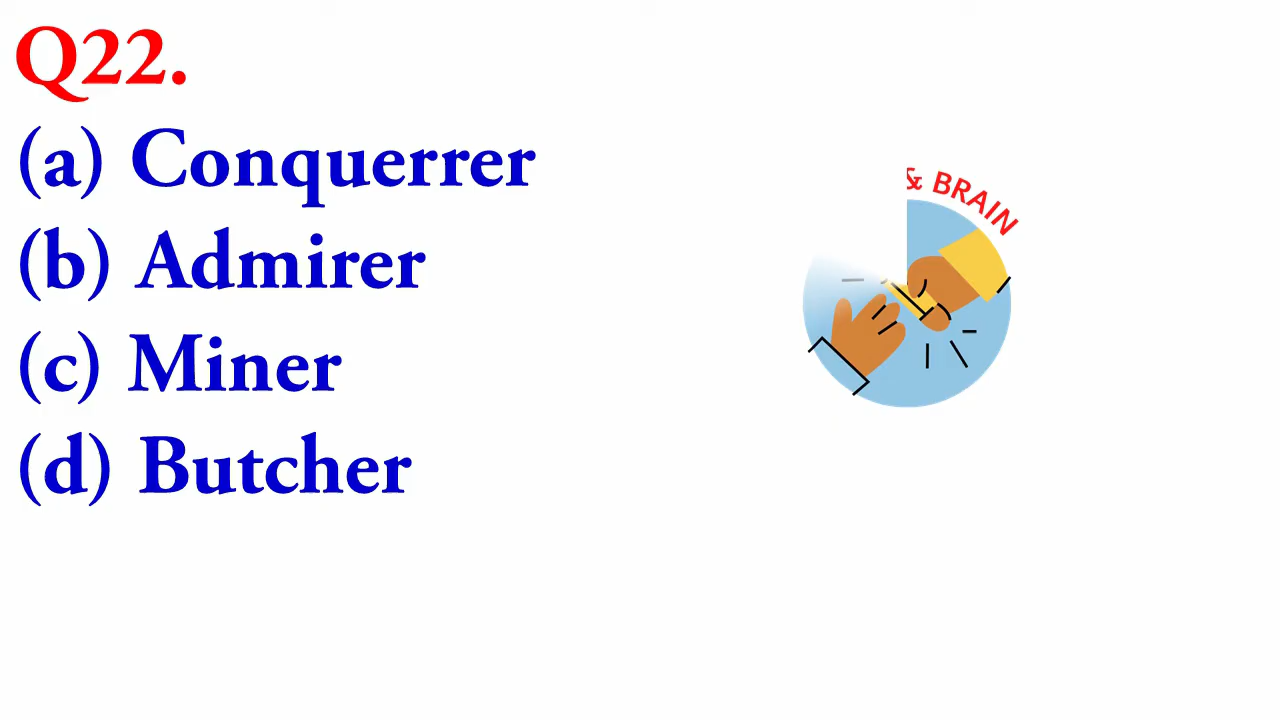 Q22.
(a) Conquerrer
(b) Admirer
(c) Miner
(d) Butcher
& BRAIN